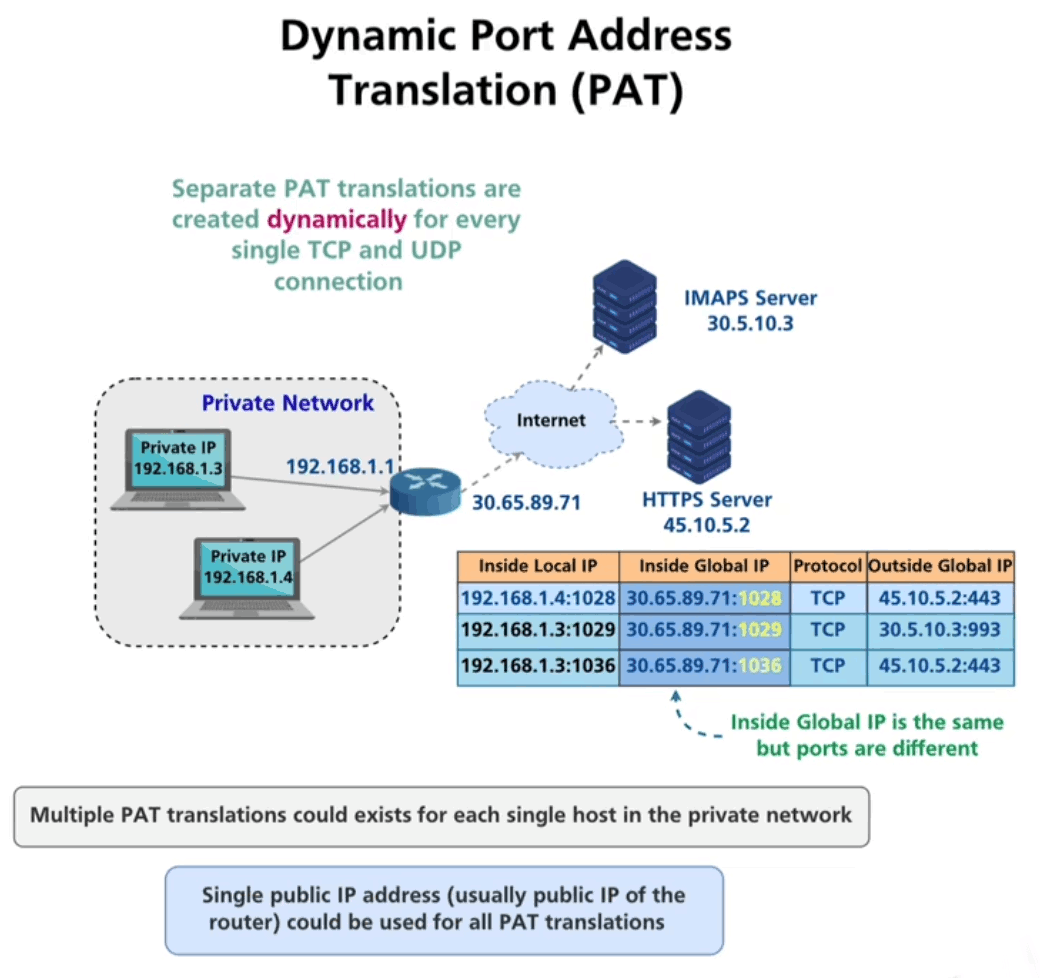 Dynamic Port Address
Translation (PAT)
Separate PAT translations are
created dynamically for every
single TCP and UDP
connection
IMAPS Server
30.5.10.3
Private Network
Internet
Private IP
192.168.1.3
192.168.1.1
30.65.89.71
HTTPS Server
45.10.5.2
Private IP
192.168.1.4
Inside Local IP Inside Global IP Protocol Outside Global IP
192.168.1.4:1028 30.65.89.71:1028 TCP 45.10.5.2:443
192.168.1.3:1029 30.65.89.71:1029 TCP 30.5.10.3:993
192.168.1.3:1036 30.65.89.71:1036 TCP 45.10.5.2:443
Inside Global IP is the same
but ports are different
Multiple PAT translations could exists for each single host in the private network
Single public IP address (usually public IP of the
router) could be used for all PAT translations